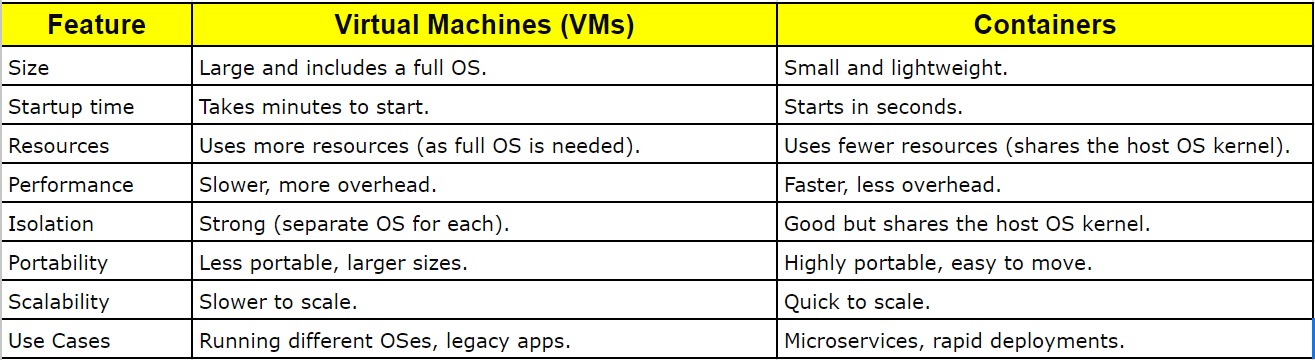 Feature Virtual Machines (VMs) Containers
Size Large and includes a full OS. Small and lightweight.
Startup time Takes minutes to start. Starts in seconds.
Resources Uses more resources (as full OS is needed). Uses fewer resources (shares the host OS kernel).
Performance Slower, more overhead. Faster, less overhead.
Isolation Strong (separate OS for each). Good but shares the host OS kernel.
Portability Less portable, larger sizes. Highly portable, easy to move.
Scalability Slower to scale. Quick to scale.
Use Cases Running different OSes, legacy apps. Microservices, rapid deployments.